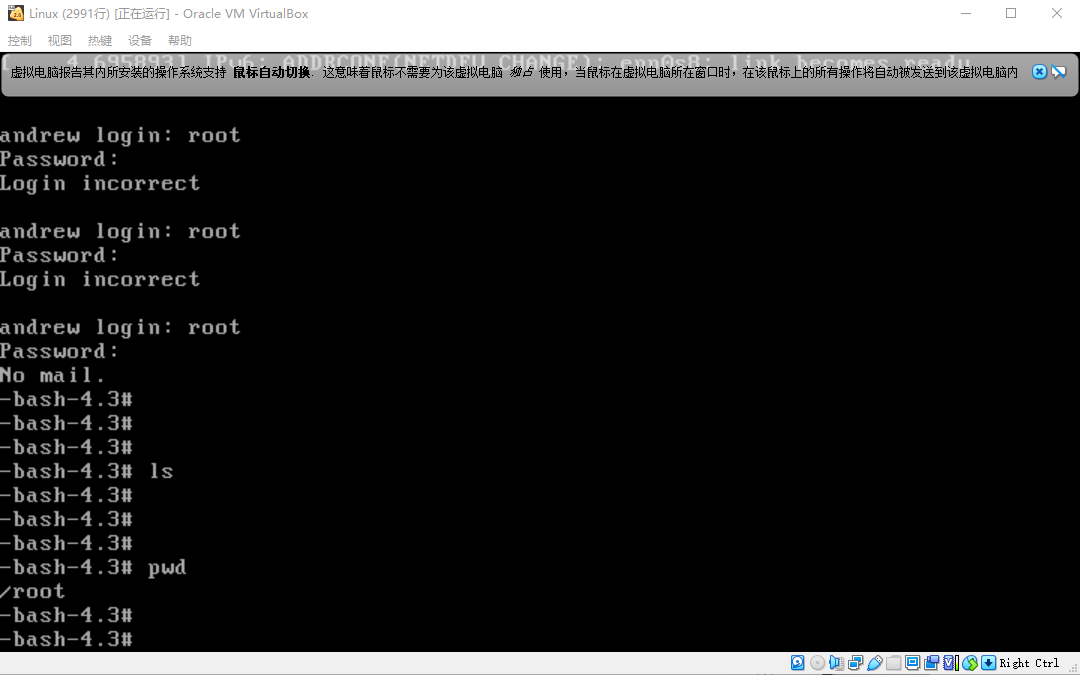 Linux (2991行) [正在运行] - Oracle VM VirtualBox
控制 视图 热键 设备 帮助
[ 4.695893] IPv6: ADDRCONF(NETDEV_CHANGE): enp0s8: link becomes ready
虚拟电脑报告其内所安装的操作系统支持 鼠标自动切换. 这意味着鼠标不需要为该虚拟电脑 使用，当鼠标在虚拟电脑所在窗口时，在该鼠标上的所有操作将自动被发送到该虚拟电脑内
andrew login: root
Password:
Login incorrect
andrew login: root
Password:
Login incorrect
andrew login: root
Password:
No mail.
-bash-4.3#
-bash-4.3#
-bash-4.3#
-bash-4.3# ls
-bash-4.3#
-bash-4.3#
-bash-4.3#
-bash-4.3# pwd
/root
-bash-4.3#
-bash-4.3#
Right Ctrl